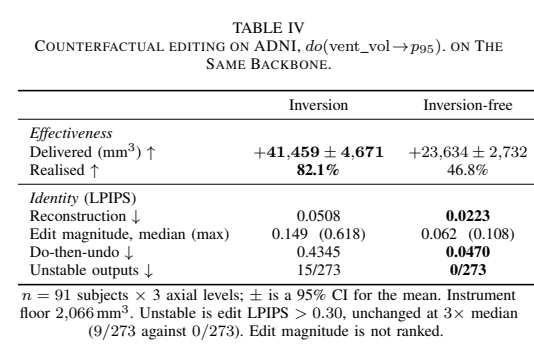 TABLE IV
COUNTERFACTUAL EDITING ON ADNI, do(vent_vol→p95). ON THE
SAME BACKBONE.
Inversion Inversion-free
Effectiveness
Delivered (mm³) ↑ +41,459 ± 4,671 +23,634 ± 2,732
Realised ↑ 82.1% 46.8%
Identity (LPIPS)
Reconstruction ↓ 0.0508 0.0223
Edit magnitude, median (max) 0.149 (0.618) 0.062 (0.108)
Do-then-undo ↓ 0.4345 0.0470
Unstable outputs ↓ 15/273 0/273
n = 91 subjects × 3 axial levels; ± is a 95% CI for the mean. Instrument
floor 2,066 mm³. Unstable is edit LPIPS > 0.30, unchanged at 3× median
(9/273 against 0/273). Edit magnitude is not ranked.